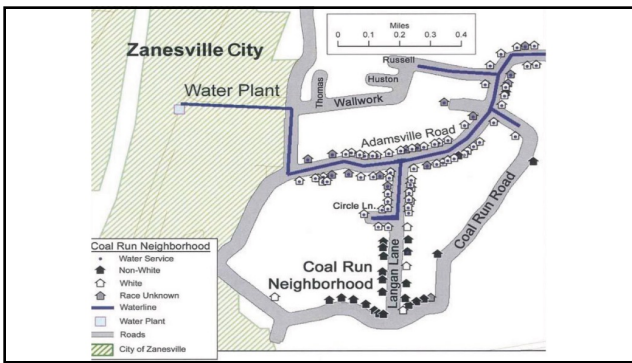 Zanesville City
Miles
0 0.1 0.2 0.3 0.4
Russell
Huston
Thomas
Wallwork
Water Plant
Adamsville Road
Circle Ln.
Coal Run Road
Langan Lane
Coal Run
Neighborhood
Coal Run Neighborhood
Water Service
Non-White
White
Race Unknown
Waterline
Water Plant
Roads
City of Zanesville